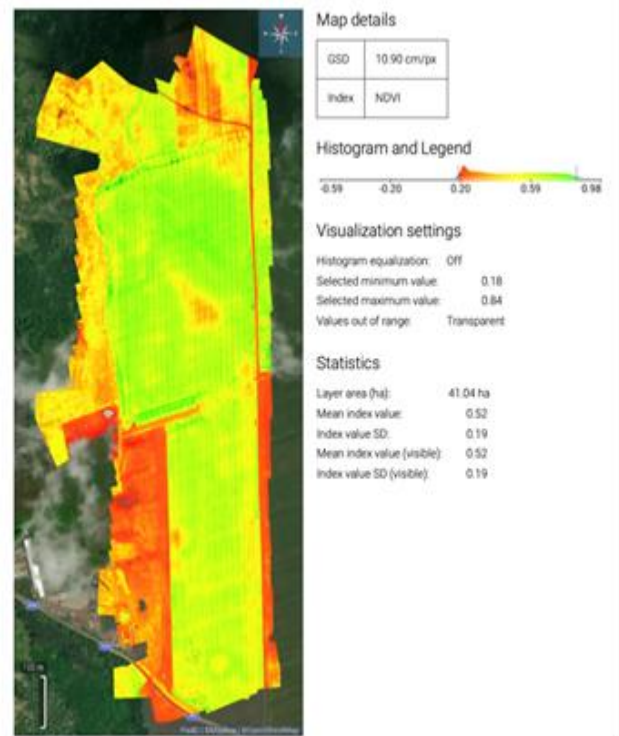 Map details
GSD 10.90 cm/px
Index NDVI
Histogram and Legend
-0.59 -0.20 0.20 0.59 0.98
Visualization settings
Histogram equalization: Off
Selected minimum value: 0.18
Selected maximum value: 0.84
Values out of range: Transparent
Statistics
Layer area (ha): 41.04 ha
Mean index value: 0.52
Index value SD: 0.19
Mean index value (visible): 0.52
Index value SD (visible): 0.19